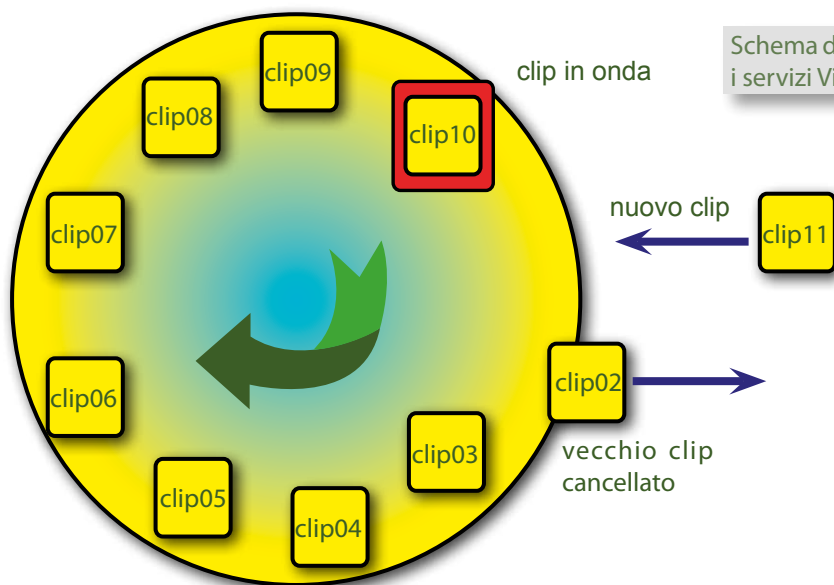 Schema d
i servizi Vi
clip in onda
clip09
clip08
clip10
clip07
nuovo clip
clip11
clip06
clip02
clip03
vecchio clip
cancellato
clip05
clip04